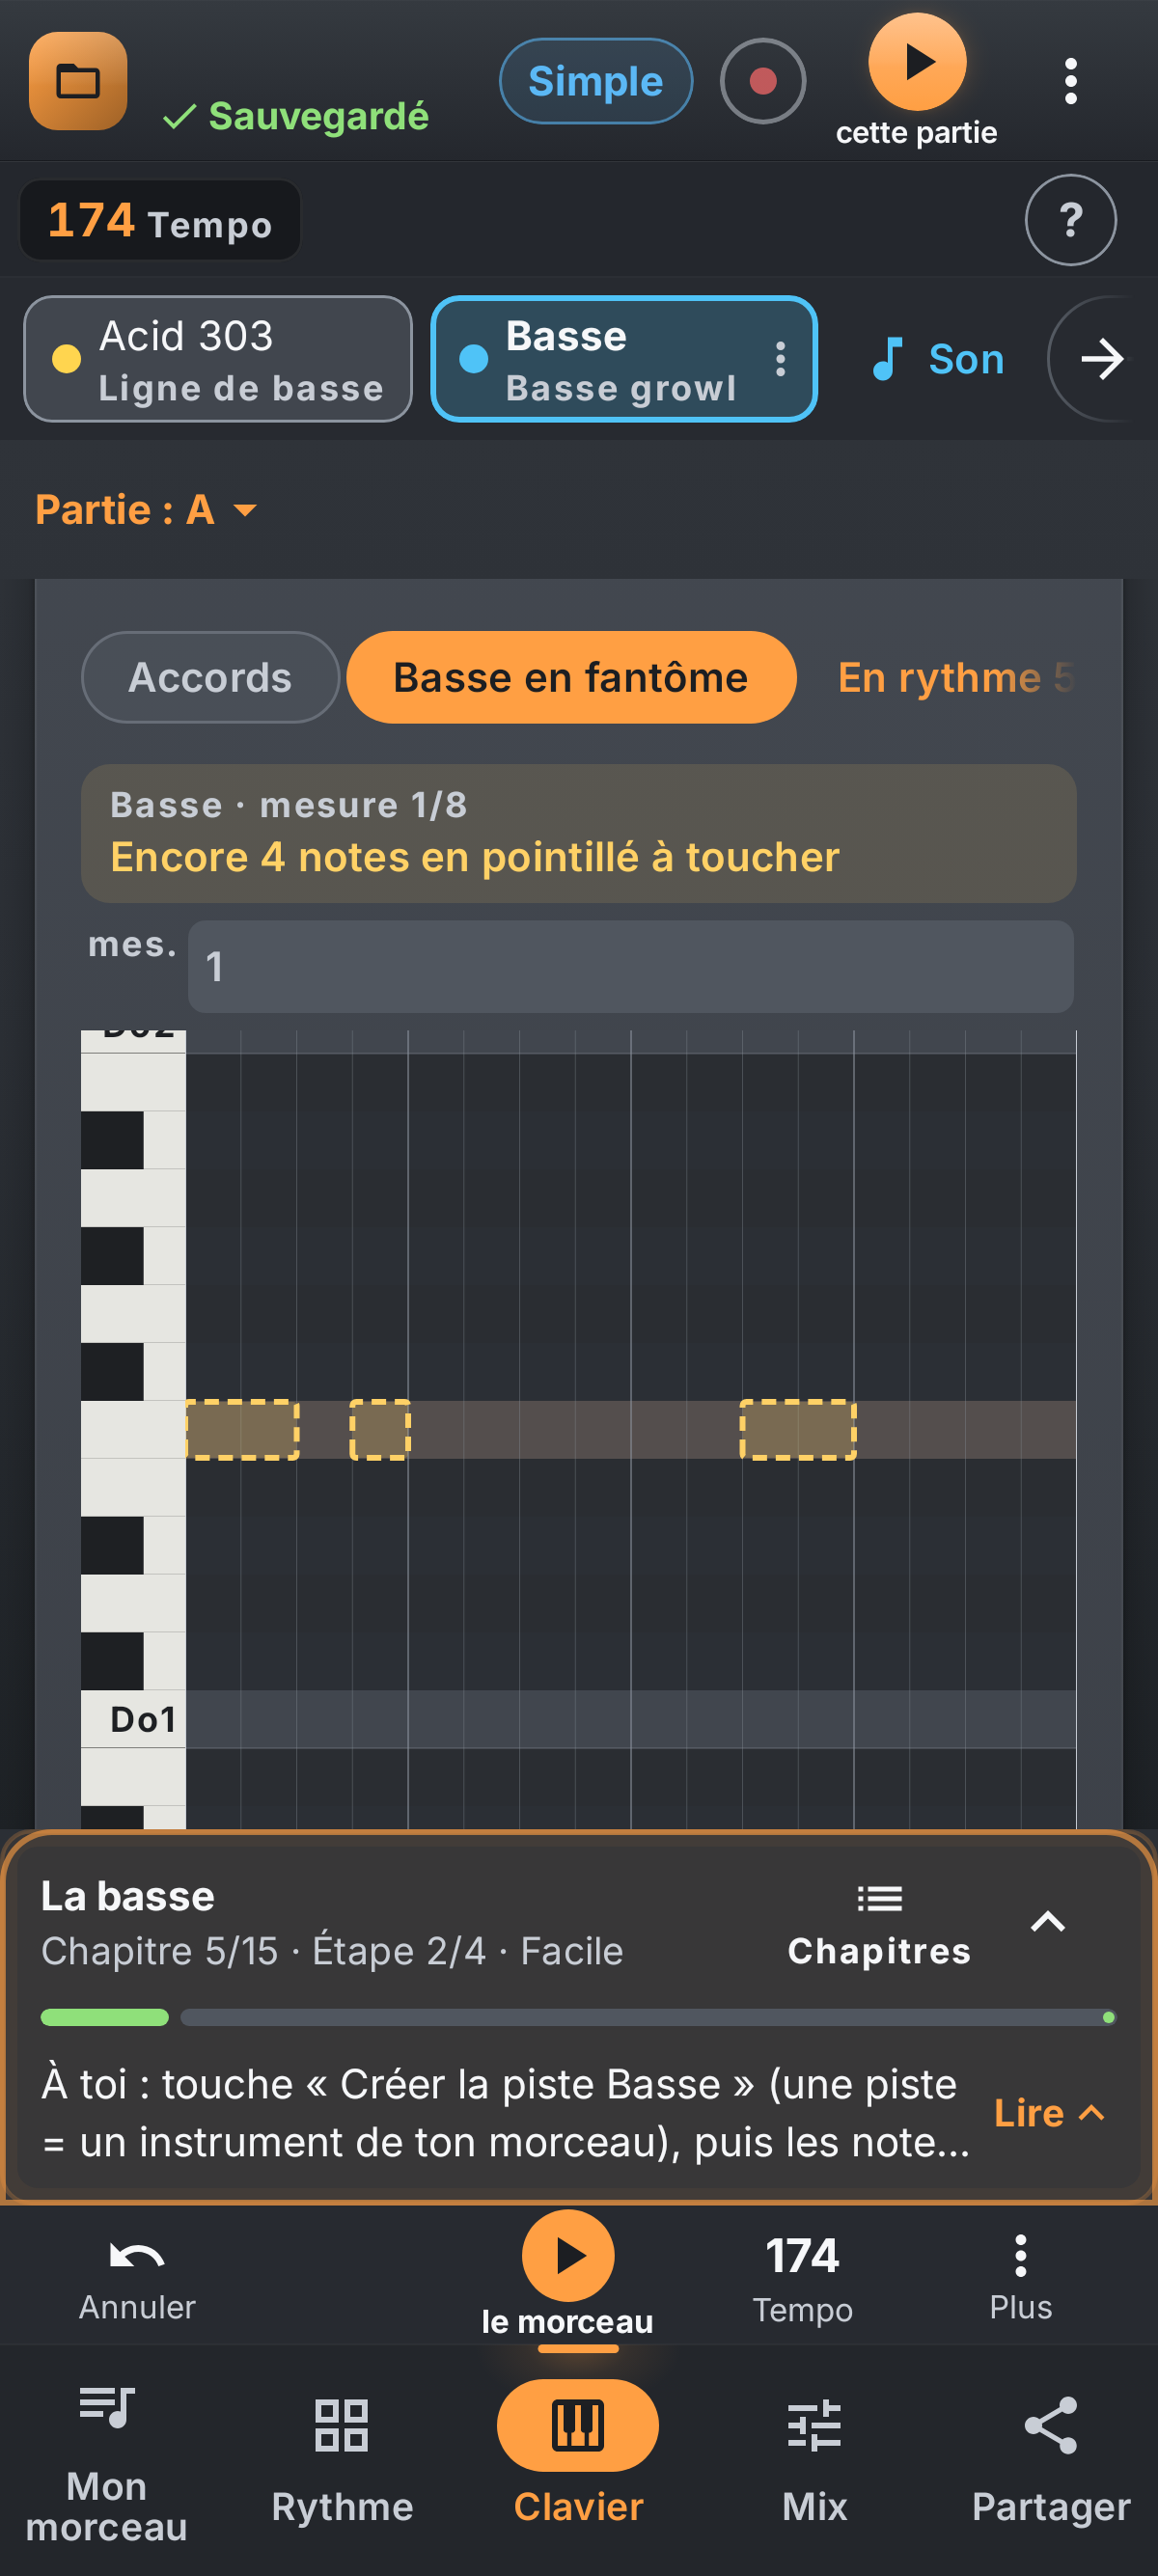 Sauvegardé
Simple
cette partie
174 Tempo
?
Acid 303
Ligne de basse
Basse
Basse growl
Son
Partie : A
Accords
Basse en fantôme
En rythme 5
Basse · mesure 1/8
Encore 4 notes en pointillé à toucher
mes.
1
Do2
Do1
La basse
Chapitre 5/15 · Étape 2/4 · Facile
Chapitres
À toi : touche « Créer la piste Basse » (une piste
= un instrument de ton morceau), puis les note...
Lire
Annuler
le morceau
174
Tempo
Plus
Mon
morceau
Rythme
Clavier
Mix
Partager